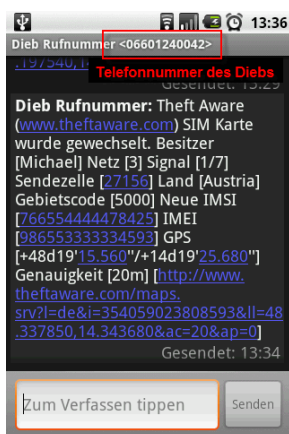 13:36
Dieb Rufnummer <06601240042>
Telefonnummer des Diebs
.197540,1
Gesendet: 13:29
Dieb Rufnummer: Theft Aware
(www.theftaware.com) SIM Karte
wurde gewechselt. Besitzer
[Michael] Netz [3] Signal [1/7]
Sendezelle [27156] Land [Austria]
Gebietscode [5000] Neue IMSI
[766554444478425] IMEI
[986553333334593] GPS
[+48d19'15.560"/+14d19'25.680"]
Genauigkeit [20m] [http://www.
theftaware.com/maps.
srv?l=de&i=354059023808593&ll=48
.337850,14.343680&ac=20&ap=0]
Gesendet: 13:34
Zum Verfassen tippen
Senden